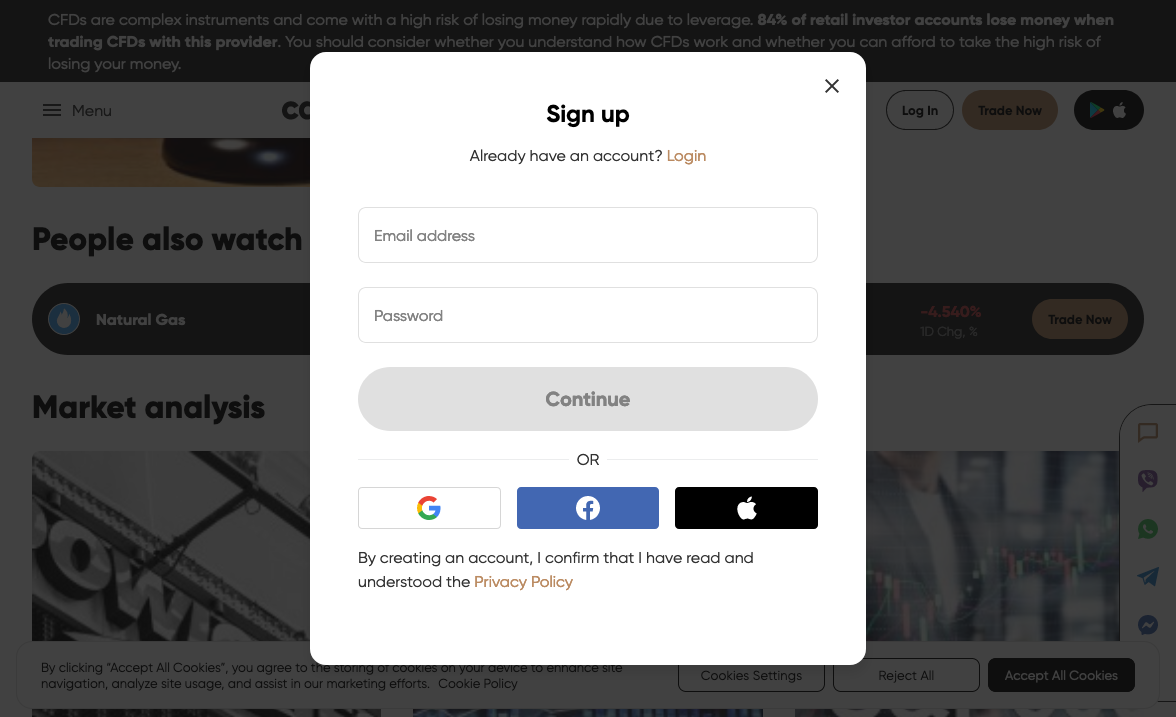 CFDs are complex instruments and come with a high risk of losing money rapidly due to leverage. 84% of retail investor accounts lose money when
trading CFDs with this provider. You should consider whether you understand how CFDs work and whether you can afford to take the high risk of
losing your money.
Menu
Log In
Trade Now
Sign up
Already have an account? Login
Email address
Password
Continue
OR
By creating an account, I confirm that I have read and
understood the Privacy Policy
People also watch
Natural Gas
-4.540%
1D Chg, %
Trade Now
Market analysis
By clicking “Accept All Cookies”, you agree to the storing of cookies on your device to enhance site
navigation, analyze site usage, and assist in our marketing efforts. Cookie Policy
Cookies Settings
Reject All
Accept All Cookies